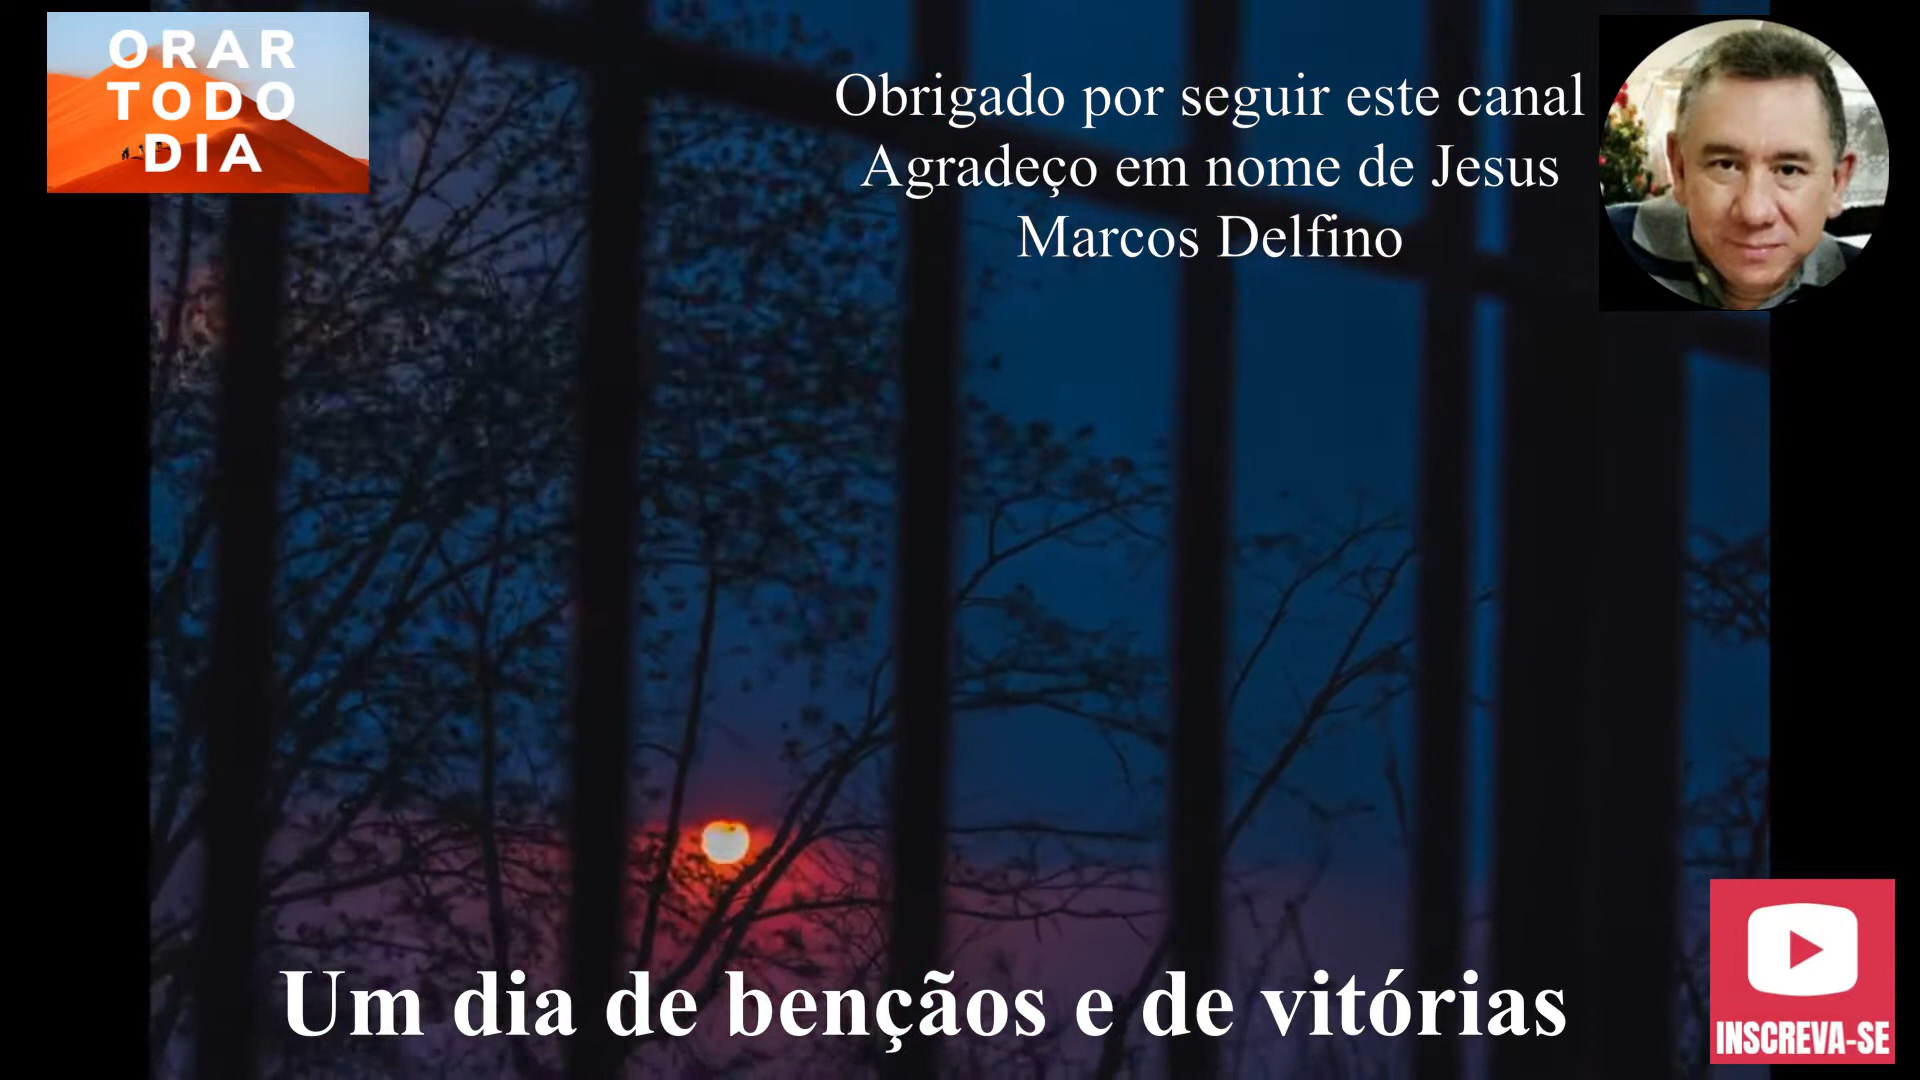 ORAR
TODO
DIA
Obrigado por seguir este canal
Agradeço em nome de Jesus
Marcos Delfino
Um dia de bençãos e de vitórias
INSCREVA-SE